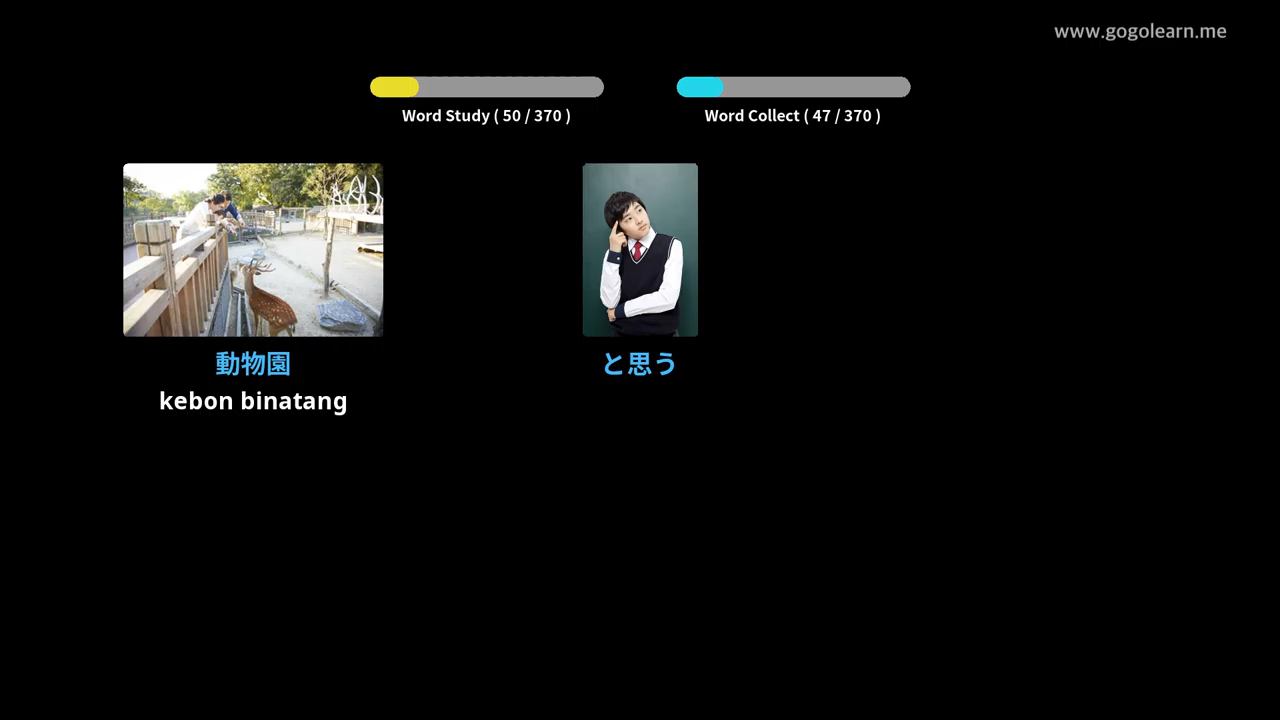 www.gogolearn.me
Word Study ( 50 / 370 )
Word Collect ( 47 / 370 )
動物園
と思う
kebon binatang